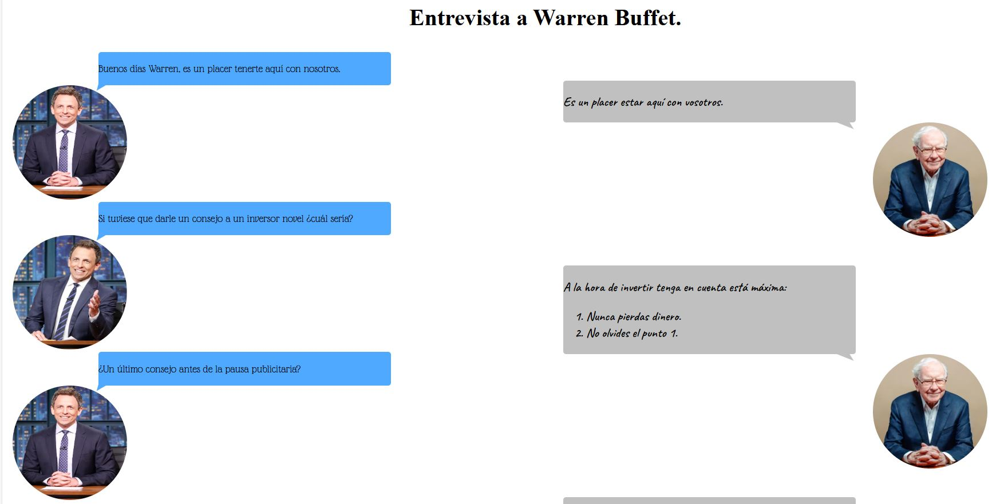 Entrevista a Warren Buffet.
Buenos días Warren, es un placer tenerte aquí con nosotros.
Es un placer estar aquí con vosotros.
Si tuviese que darle un consejo a un inversor novel ¿cuál sería?
A la hora de invertir tenga en cuenta está máxima:
1. Nunca pierdas dinero.
2. No olvides el punto 1.
¿Un último consejo antes de la pausa publicitaria?